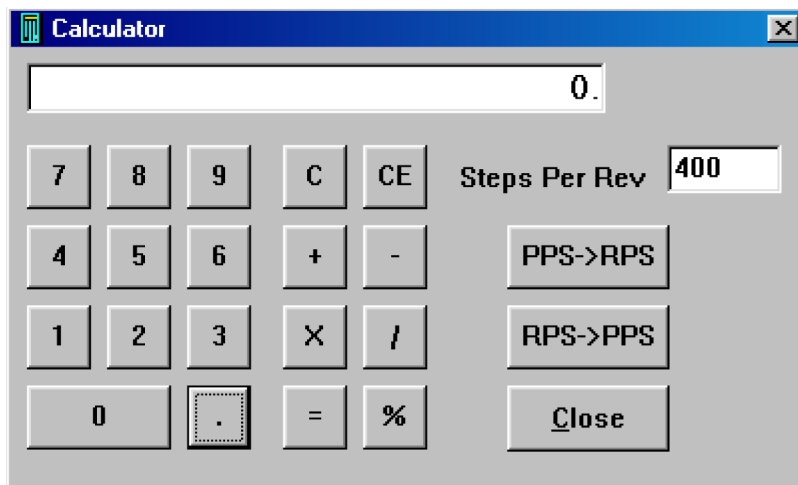 Calculator
0.
7 8 9 C CE Steps Per Rev 400
4 5 6 + - PPS->RPS
1 2 3 X / RPS->PPS
0 . = % Close